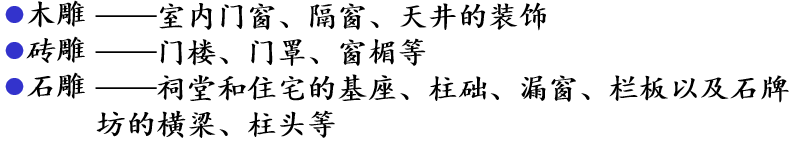 ●木雕 ——室内门窗、隔窗、天井的装饰
●砖雕 ——门楼、门罩、窗楣等
●石雕 ——祠堂和住宅的基座、柱础、漏窗、栏板以及石牌
坊的横梁、柱头等